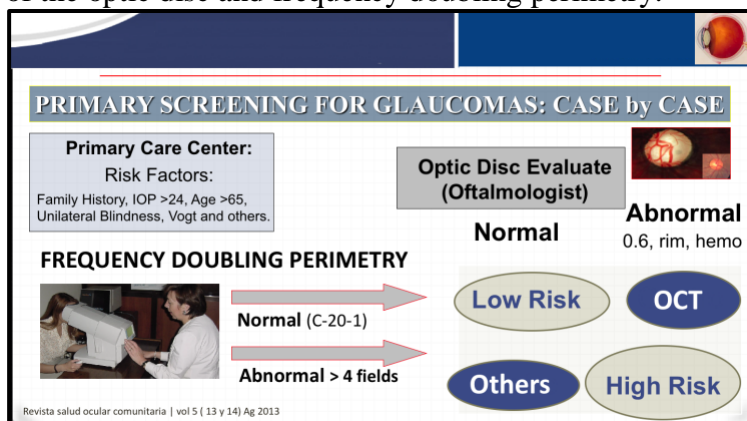 of the optic disc and frequency doubling perimetry.
PRIMARY SCREENING FOR GLAUCOMAS: CASE by CASE
Primary Care Center:
Risk Factors:
Family History, IOP >24, Age >65,
Unilateral Blindness, Vogt and others.
Optic Disc Evaluate
(Oftalmologist)
Normal
Abnormal
0.6, rim, hemo
FREQUENCY DOUBLING PERIMETRY
Normal (C-20-1)
Abnormal > 4 fields
Low Risk
OCT
Others
High Risk
Revista salud ocular comunitaria | vol 5 ( 13 y 14) Ag 2013